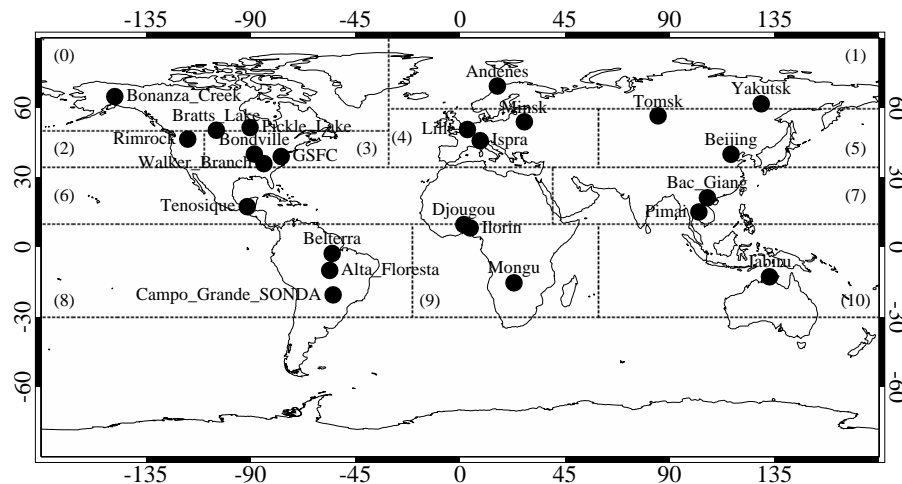 -135 -90 -45 0 45 90 135
(0) (1)
Andenes
Yakutsk
60 Bonanza_Creek Tomsk 60
Minsk
Bratts_Lake
Pickle_Lake Lille
Rimrock Bondville (4) Ispra Beijing
(2) (3) (5)
Walker_Branch GSFC
30 30
Bac_Giang
(6) (7)
Tenosique Djougou Pimai
Ilorin
0 Belterra 0
Alta_Floresta Mongu Jabiru
Campo_Grande_SONDA
(8) (9) (10)
-30 -30
-60 -60
-135 -90 -45 0 45 90 135